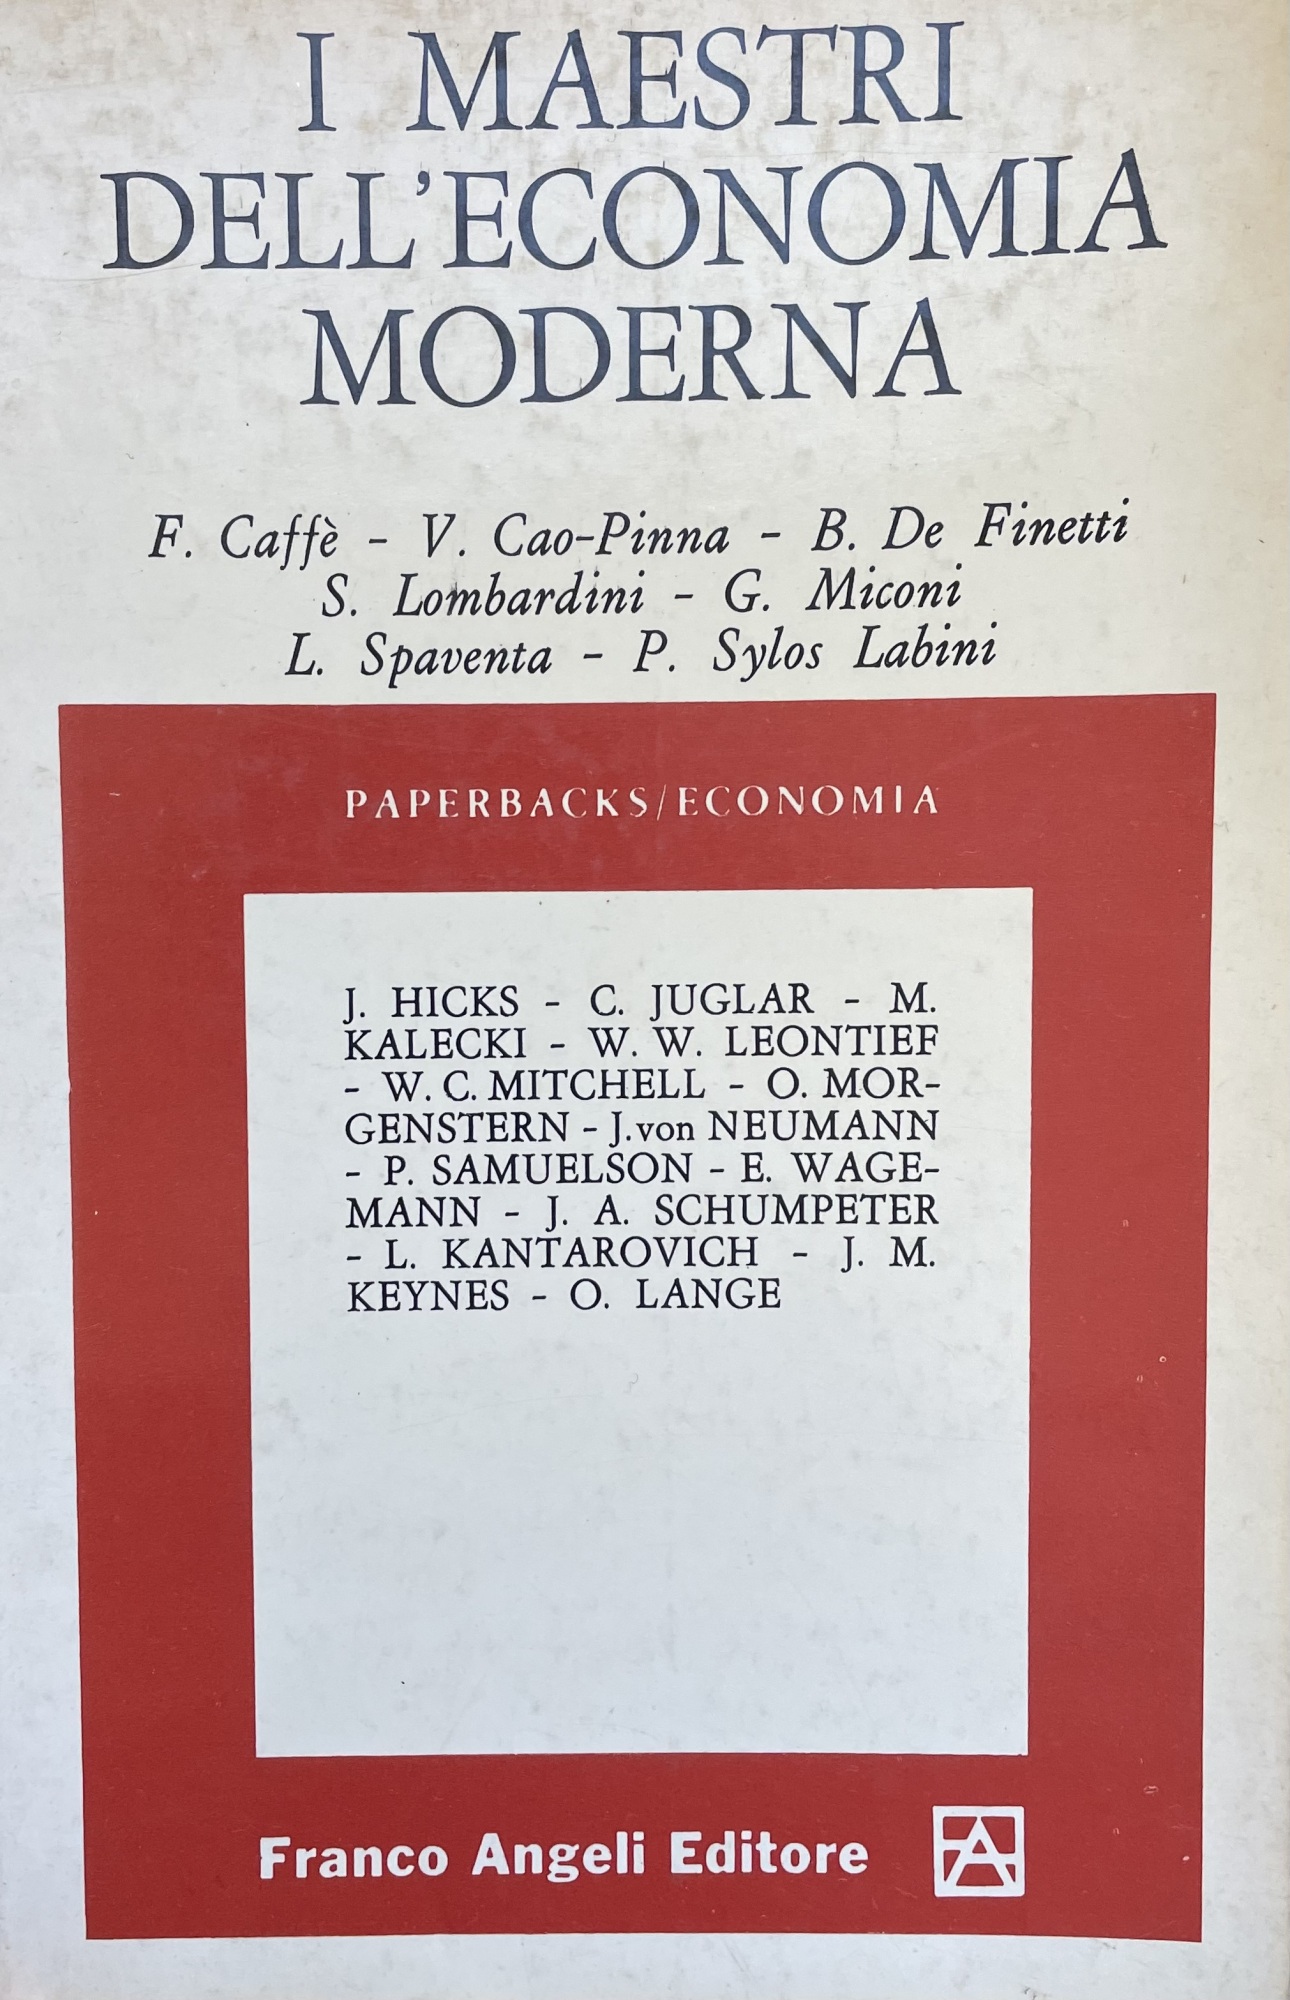 I MAESTRI
DELL'ECONOMIA
MODERNA
F. Caffè - V. Cao-Pinna - B. De Finetti
S. Lombardini - G. Miconi
L. Spaventa - P. Sylos Labini
PAPERBACKS/ECONOMIA
J. HICKS - C. JUGLAR - M.
KALECKI - W. W. LEONTIEF
- W. C. MITCHELL - O. MOR-
GENSTERN - J. von NEUMANN
- P. SAMUELSON - E. WAGE-
MANN - J. A. SCHUMPETER
- L. KANTAROVICH - J. M.
KEYNES - O. LANGE
Franco Angeli Editore FA